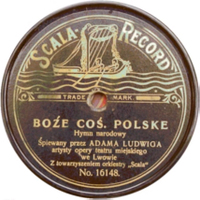 SCALA RECORD
TRADE MARK
BOŻE COŚ. POLSKE
Hymn narodowy
Śpiewany przez ADAMA LUDWIGA
artysty opery teatru miejskiego
we Lwowie
Z towarzyszeniem orkiestry „Scala"
No. 16148.